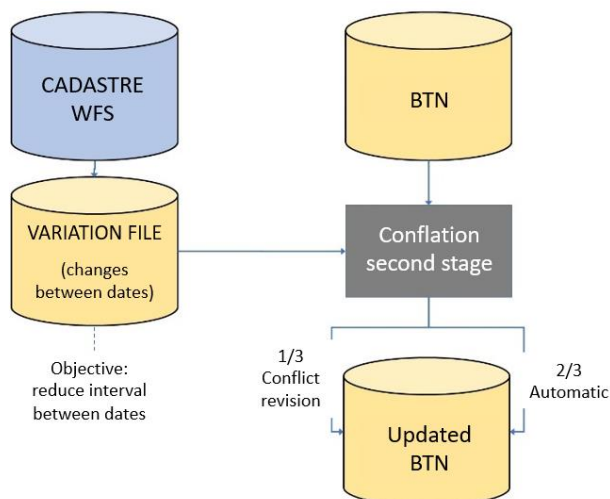 CADASTRE
WFS
BTN
VARIATION FILE
(changes
between dates)
Conflation
second stage
Objective:
reduce interval
between dates
1/3
Conflict
revision
2/3
Automatic
Updated
BTN